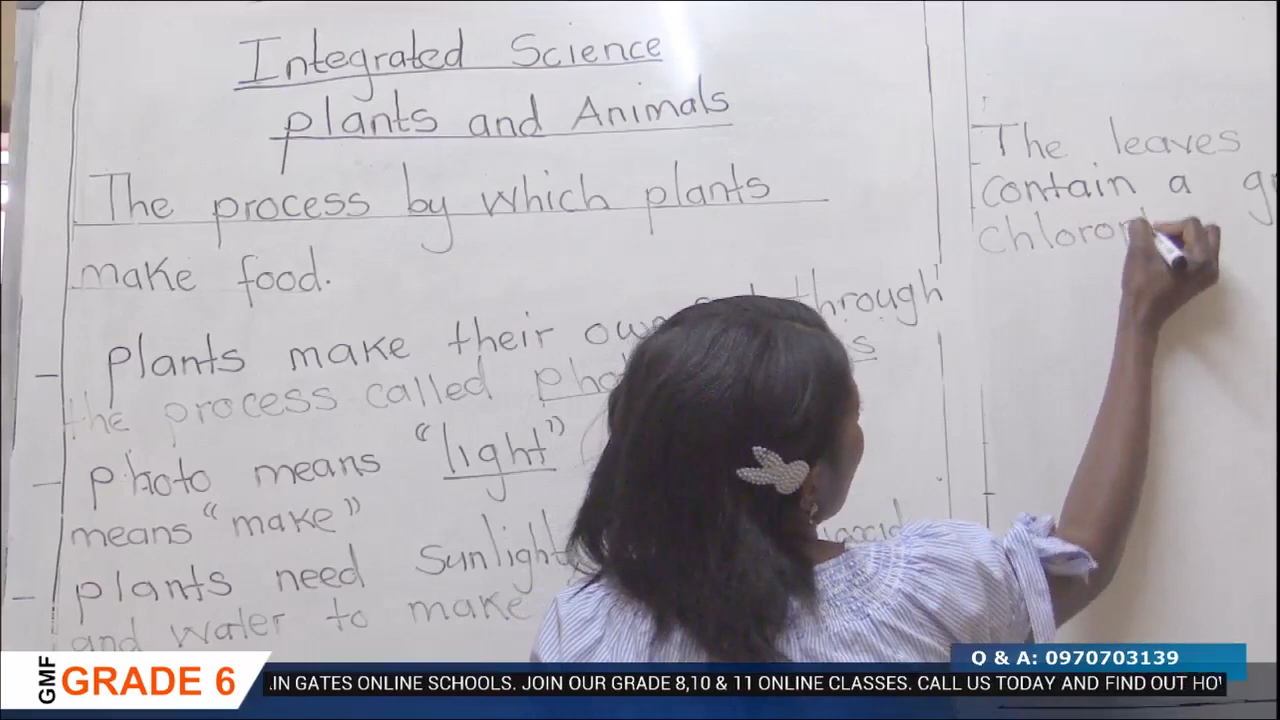 Integrated Science
plants and Animals
The process by which plants
make food.
plants make their through
the process called
photo means "light"
means "make"
plants need Sunlight
and water to make
The leaves
contain a
GMF
GRADE 6
Q & A: 0970703139
GATES ONLINE SCHOOLS. JOIN OUR GRADE 8,10 & 11 ONLINE CLASSES. CALL US TODAY AND FIND OUT